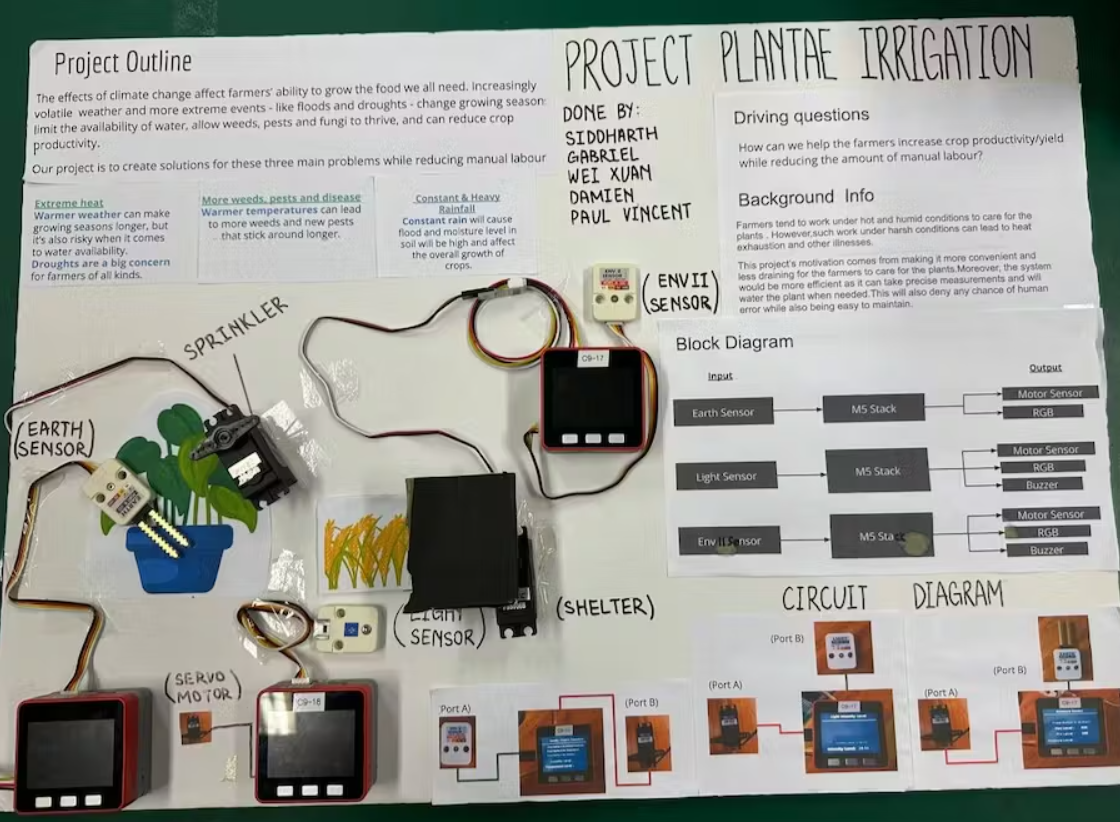 Project Outline
The effects of climate change affect farmers' ability to grow the food we all need. Increasingly
volatile weather and more extreme events - like floods and droughts - change growing season
limit the availability of water, allow weeds, pests and fungi to thrive, and can reduce crop
productivity.
Our project is to create solutions for these three main problems while reducing manual labour
Extreme heat
Warmer weather can make
growing seasons longer, but
it's also risky when it comes
to water availability.
Droughts are a big concern
for farmers of all kinds.
More weeds, pests and disease
Warmer temperatures can lead
to more weeds and new pests
that stick around longer.
Constant & Heavy
Rainfall
Constant rain will cause
flood and moisture level in
soil will be high and affect
the overall growth of
crops.
PROJECT PLANTAE IRRIGATION
DONE BY:
SIDDHARTH
GABRIEL
WEI XUAN
DAMIEN
PAUL VINCENT
Driving questions
How can we help the farmers increase crop productivity/yield
while reducing the amount of manual labour?
Background Info
Farmers tend to work under hot and humid conditions to care for the
plants . However,such work under harsh conditions can lead to heat
exhaustion and other illnesses.
This project's motivation comes from making it more convenient and
less draining for the farmers to care for the plants.Moreover, the system
would be more efficient as it can take precise measurements and will
water the plant when needed.This will also deny any chance of human
error while also being easy to maintain.
SPRINKLER
(EARTH
SENSOR)
(ENVII
SENSOR)
C9-17
(LIGHT
SENSOR)
(SHELTER)
(SERVO
MOTOR)
C9-16
Block Diagram
Input
Output
Earth Sensor
M5 Stack
Motor Sensor
RGB
Light Sensor
M5 Stack
Motor Sensor
RGB
Buzzer
Env II Sensor
M5 Stack
Motor Sensor
RGB
Buzzer
CIRCUIT DIAGRAM
Port A)
(Port B)
(Port A)
(Port B)
(Port A)
(Port B)